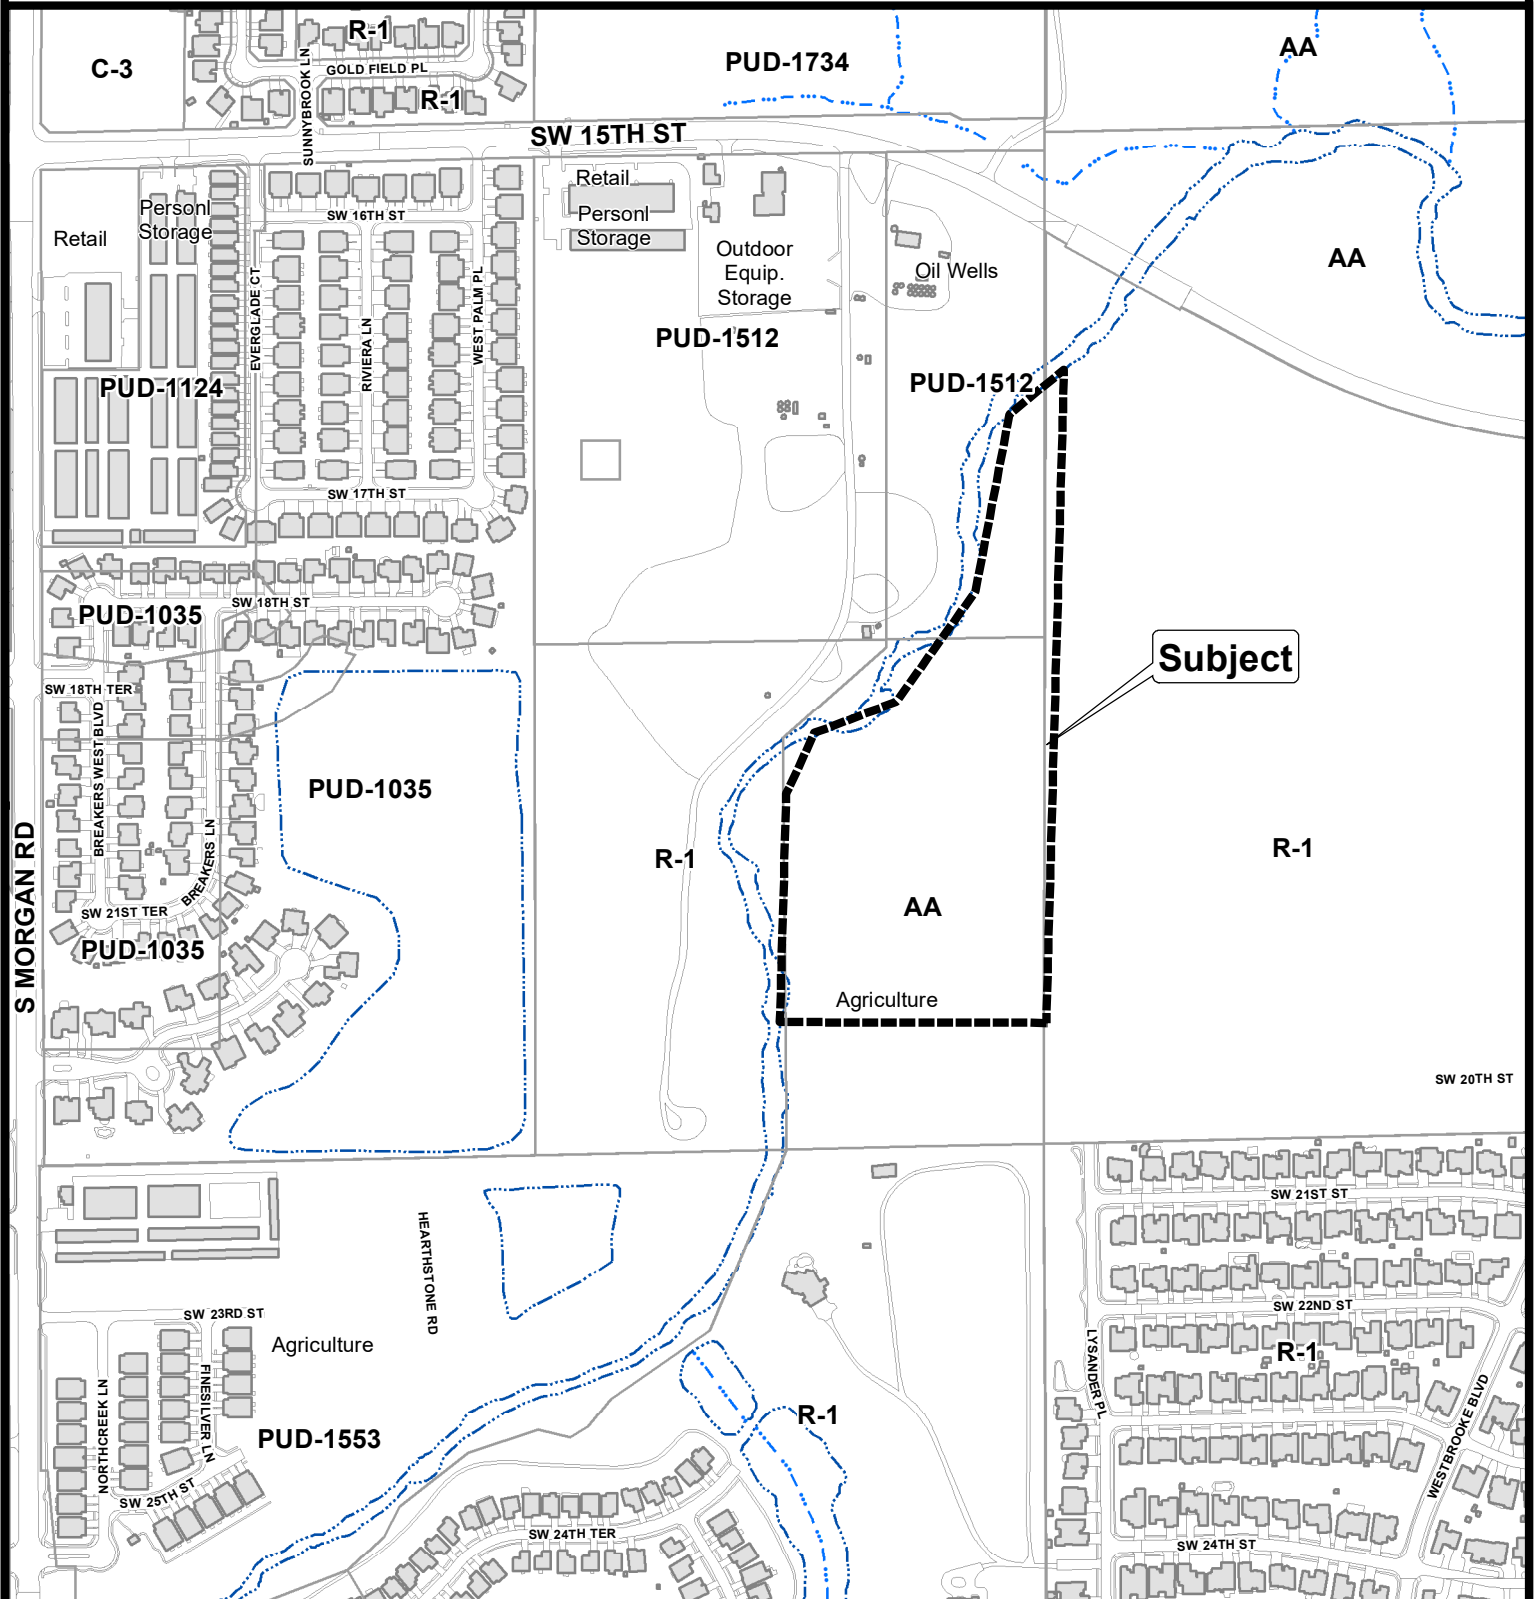 R-1
C-3
SUNNYBROOK LN
GOLD FIELD PL
R-1
PUD-1734
AA
SW 15TH ST
Retail
Personl
Storage
SW 16TH ST
Retail
Personl
Storage
Outdoor
Equip.
Storage
Oil Wells
AA
EVERGLADE CT
RIVIERA LN
WEST PALM PL
PUD-1512
PUD-1124
PUD-1512
SW 17TH ST
SW 18TH ST
PUD-1035
Subject
SW 18TH TER
BREAKERS WEST BLVD
PUD-1035
BREAKERS LN
S MORGAN RD
R-1
R-1
SW 21ST TER
AA
PUD-1035
Agriculture
SW 20TH ST
SW 21ST ST
HEARTHSTONE RD
SW 22ND ST
SW 23RD ST
Agriculture
LYSANDER PL
R-1
NORTHCREEK LN
FINESILVER LN
R-1
WESTBROOKE BLVD
PUD-1553
SW 25TH ST
SW 24TH TER
SW 24TH ST